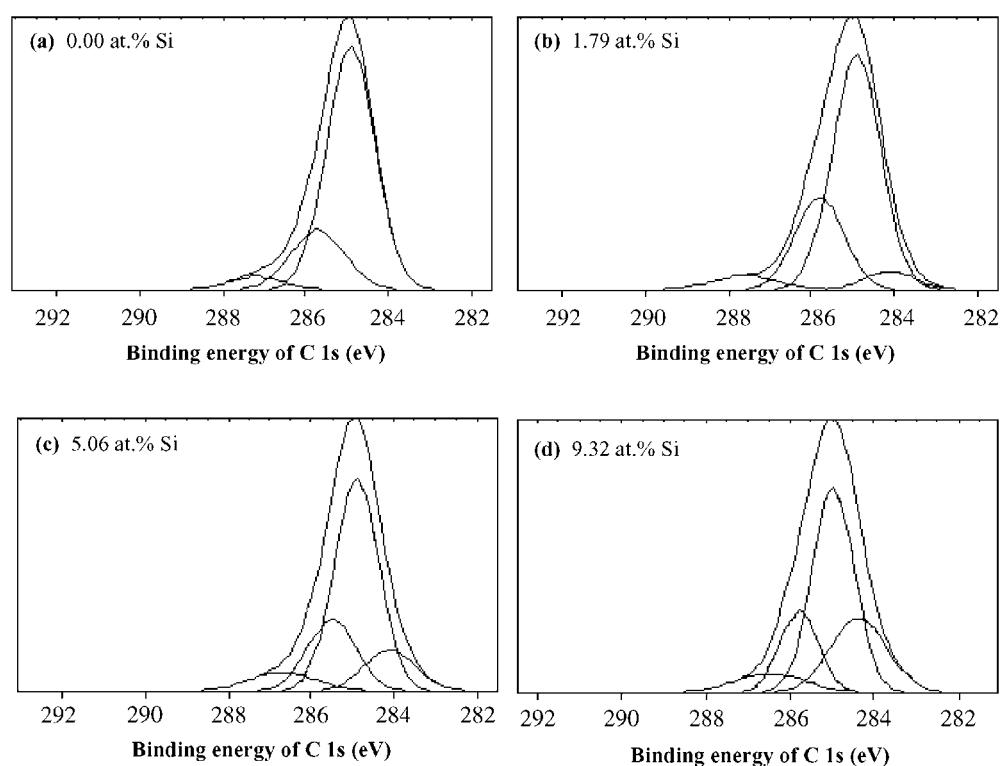 (a) 0.00 at.% Si
292 290 288 286 284 282
Binding energy of C 1s (eV)
(b) 1.79 at.% Si
292 290 288 286 284 282
Binding energy of C 1s (eV)
(c) 5.06 at.% Si
292 290 288 286 284 282
Binding energy of C 1s (eV)
(d) 9.32 at.% Si
292 290 288 286 284 282
Binding energy of C 1s (eV)